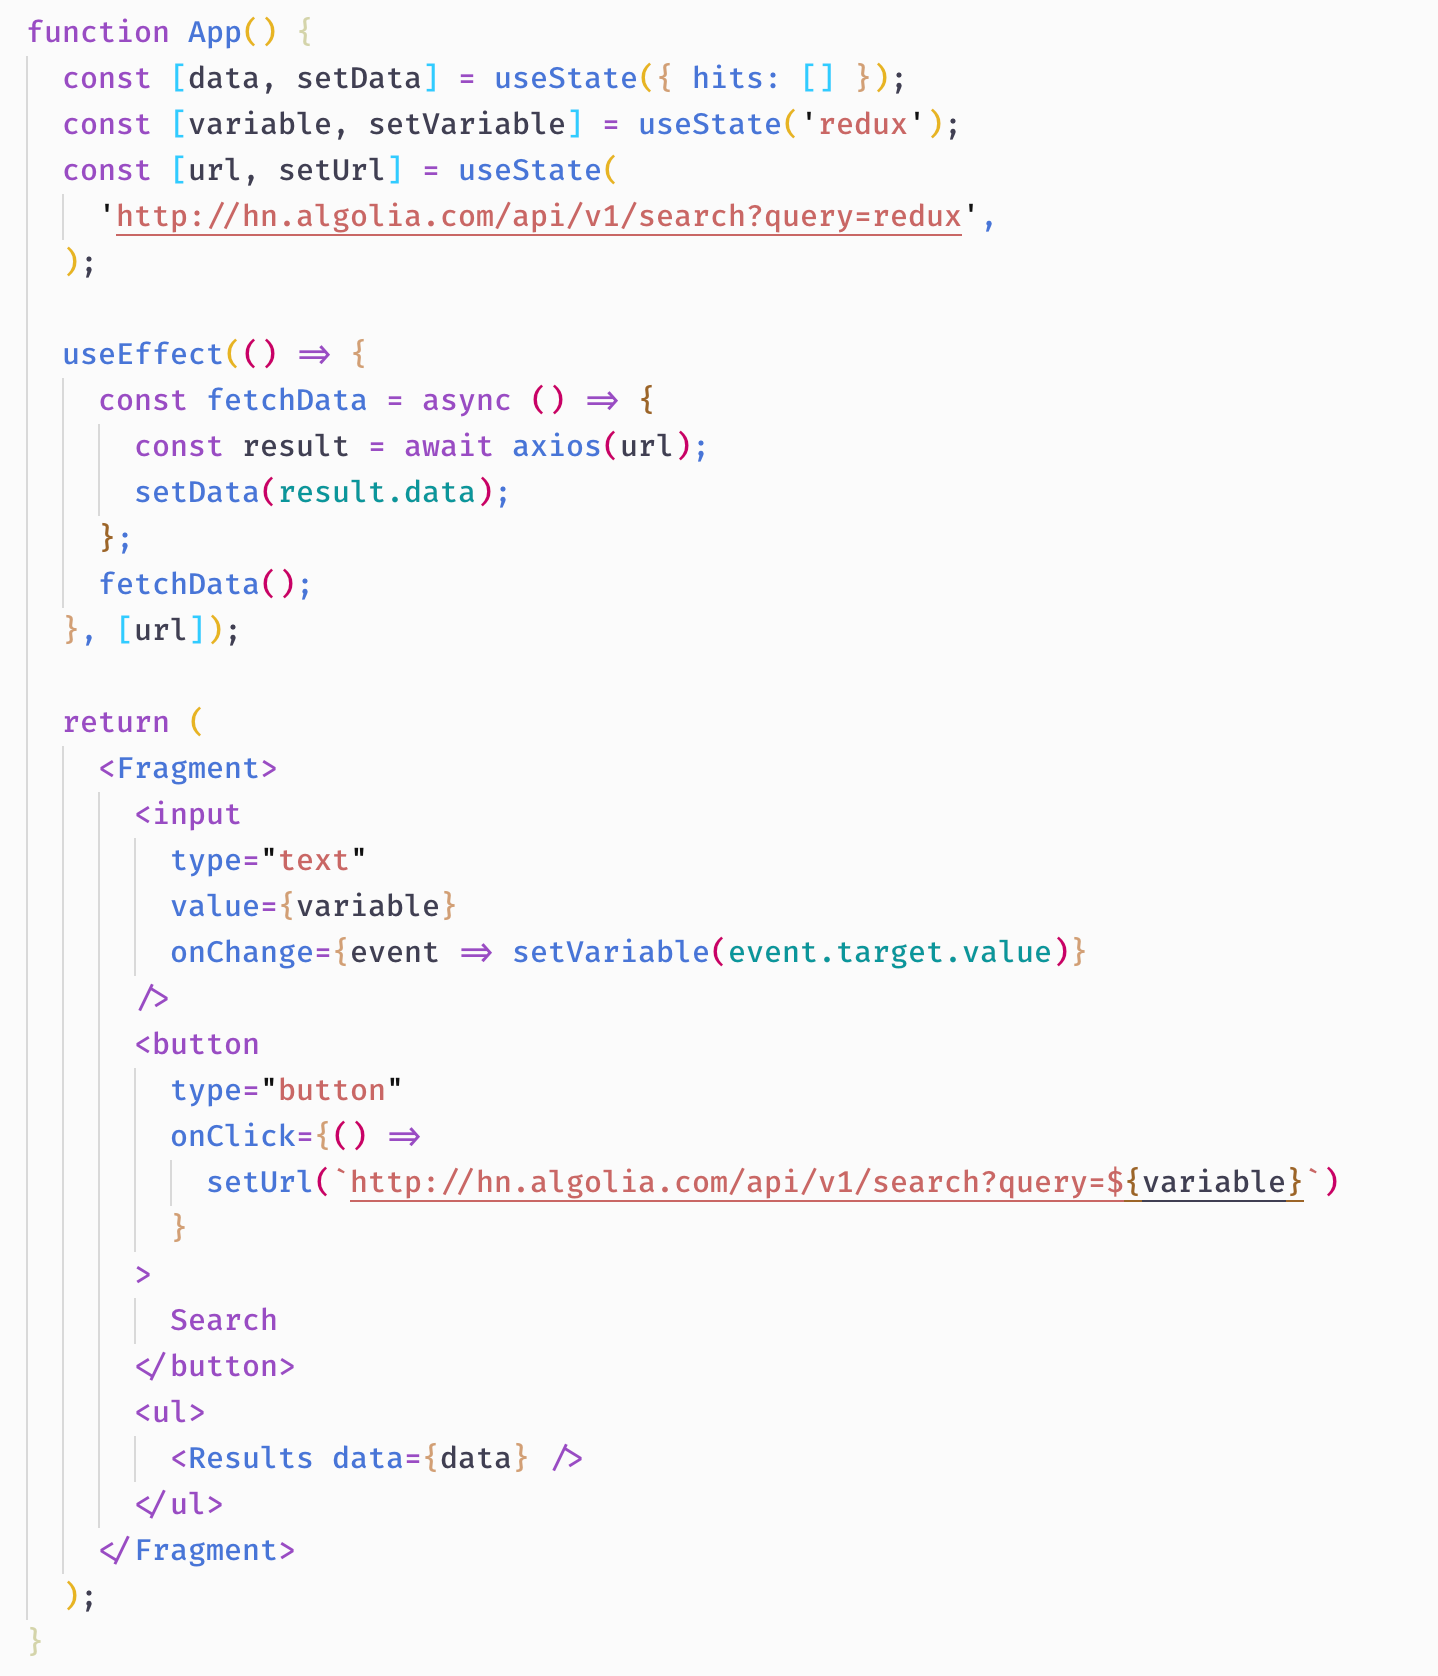 function App() {
  const [data, setData] = useState({ hits: [] });
  const [variable, setVariable] = useState('redux');
  const [url, setUrl] = useState(
    'http://hn.algolia.com/api/v1/search?query=redux',
  );

  useEffect(() => {
    const fetchData = async () => {
      const result = await axios(url);
      setData(result.data);
    };
    fetchData();
  }, [url]);

  return (
    <Fragment>
      <input
        type="text"
        value={variable}
        onChange={event => setVariable(event.target.value)}
      />
      <button
        type="button"
        onClick={() =>
          setUrl(`http://hn.algolia.com/api/v1/search?query=${variable}`)
        }
      >
        Search
      </button>
      <ul>
        <Results data={data} />
      </ul>
    </Fragment>
  );
}